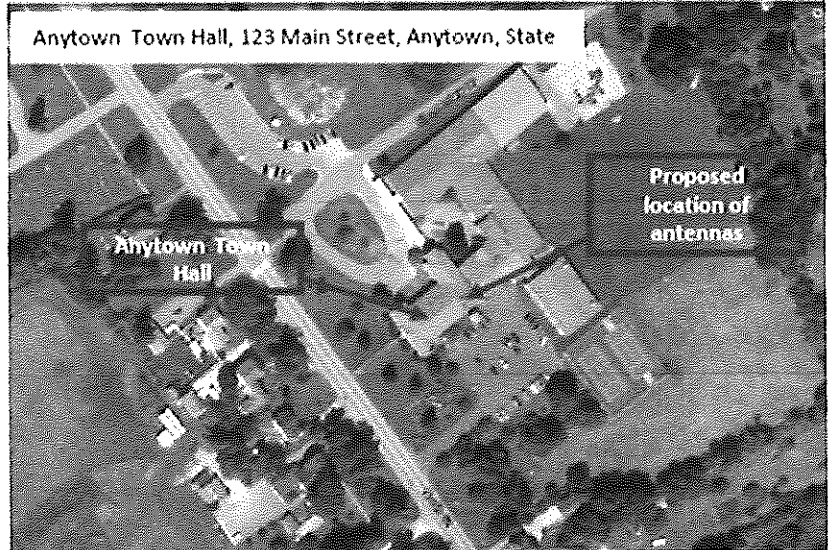 Anytown Town Hall, 123 Main Street, Anytown, State
Proposed
location of
antennas
Anytown Town
Hall